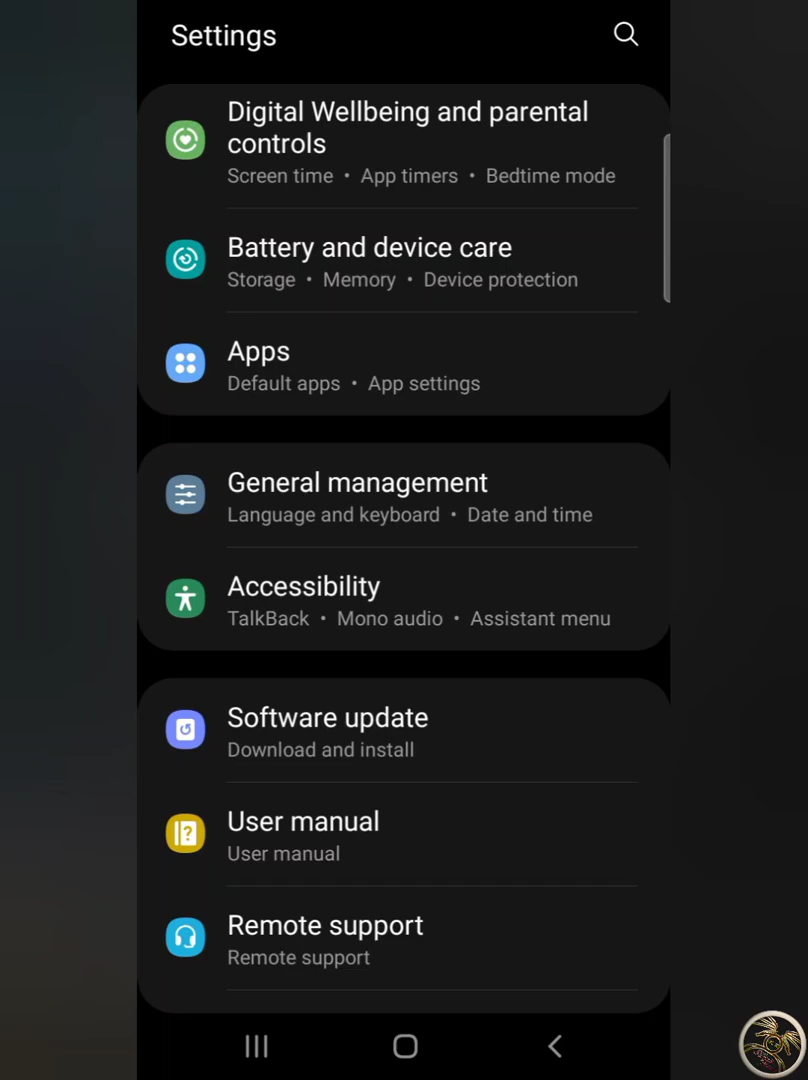 Settings
Digital Wellbeing and parental
controls
Screen time • App timers • Bedtime mode
Battery and device care
Storage • Memory • Device protection
Apps
Default apps • App settings
General management
Language and keyboard • Date and time
Accessibility
TalkBack • Mono audio • Assistant menu
Software update
Download and install
User manual
User manual
Remote support
Remote support